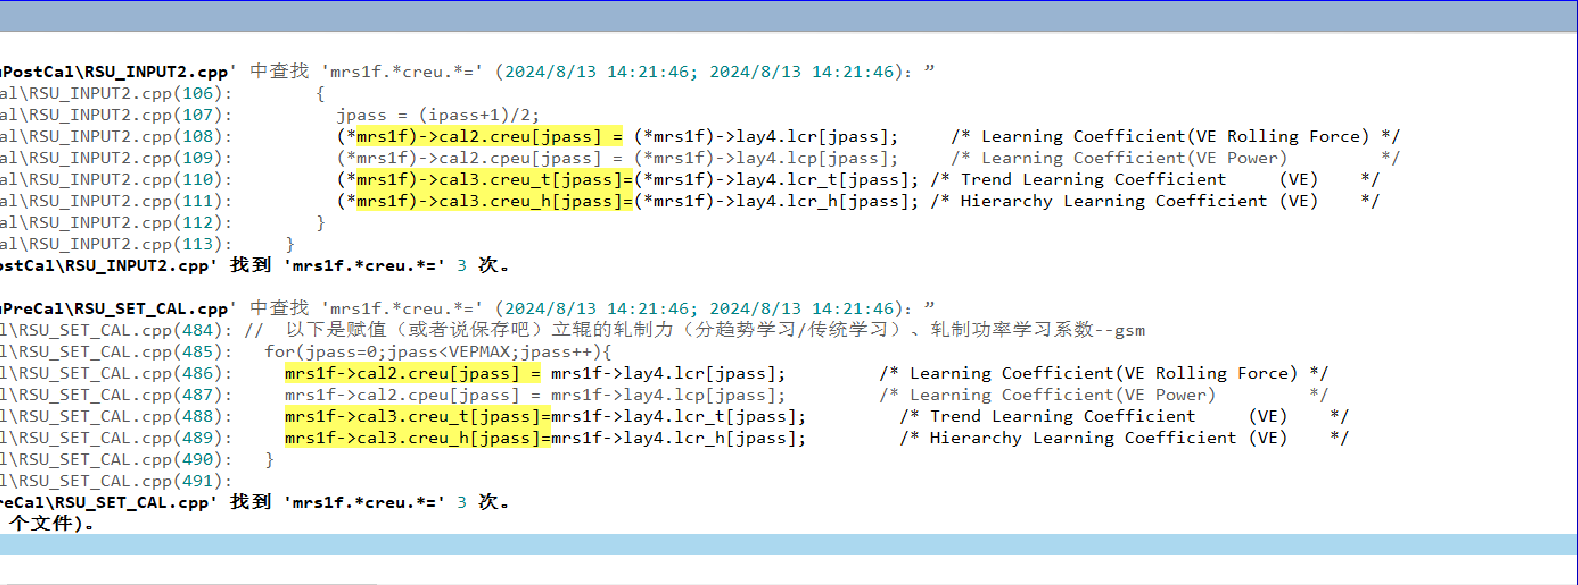 uPostCal\RSU_INPUT2.cpp' 中查找 'mrs1f.*creu.*=' (2024/8/13 14:21:46; 2024/8/13 14:21:46): ”
al\RSU_INPUT2.cpp(106): {
al\RSU_INPUT2.cpp(107): jpass = (ipass+1)/2;
al\RSU_INPUT2.cpp(108): (*mrs1f)->cal2.creu[jpass] = (*mrs1f)->lay4.lcr[jpass]; /* Learning Coefficient(VE Rolling Force) */
al\RSU_INPUT2.cpp(109): (*mrs1f)->cal2.cpeu[jpass] = (*mrs1f)->lay4.lcp[jpass]; /* Learning Coefficient(VE Power) */
al\RSU_INPUT2.cpp(110): (*mrs1f)->cal3.creu_t[jpass]=(*mrs1f)->lay4.lcr_t[jpass]; /* Trend Learning Coefficient (VE) */
al\RSU_INPUT2.cpp(111): (*mrs1f)->cal3.creu_h[jpass]=(*mrs1f)->lay4.lcr_h[jpass]; /* Hierarchy Learning Coefficient (VE) */
al\RSU_INPUT2.cpp(112): }
al\RSU_INPUT2.cpp(113): }
ostCal\RSU_INPUT2.cpp' 找到 'mrs1f.*creu.*=' 3 次。
uPreCal\RSU_SET_CAL.cpp' 中查找 'mrs1f.*creu.*=' (2024/8/13 14:21:46; 2024/8/13 14:21:46): ”
l\RSU_SET_CAL.cpp(484): // 以下是赋值（或者说保存吧）立辊的轧制力（分趋势学习/传统学习）、轧制功率学习系数--gsm
l\RSU_SET_CAL.cpp(485): for(jpass=0;jpass<VEPMAX;jpass++){
l\RSU_SET_CAL.cpp(486): mrs1f->cal2.creu[jpass] = mrs1f->lay4.lcr[jpass]; /* Learning Coefficient(VE Rolling Force) */
l\RSU_SET_CAL.cpp(487): mrs1f->cal2.cpeu[jpass] = mrs1f->lay4.lcp[jpass]; /* Learning Coefficient(VE Power) */
l\RSU_SET_CAL.cpp(488): mrs1f->cal3.creu_t[jpass]=mrs1f->lay4.lcr_t[jpass]; /* Trend Learning Coefficient (VE) */
l\RSU_SET_CAL.cpp(489): mrs1f->cal3.creu_h[jpass]=mrs1f->lay4.lcr_h[jpass]; /* Hierarchy Learning Coefficient (VE) */
l\RSU_SET_CAL.cpp(490): }
l\RSU_SET_CAL.cpp(491):
reCal\RSU_SET_CAL.cpp' 找到 'mrs1f.*creu.*=' 3 次。
个文件)。